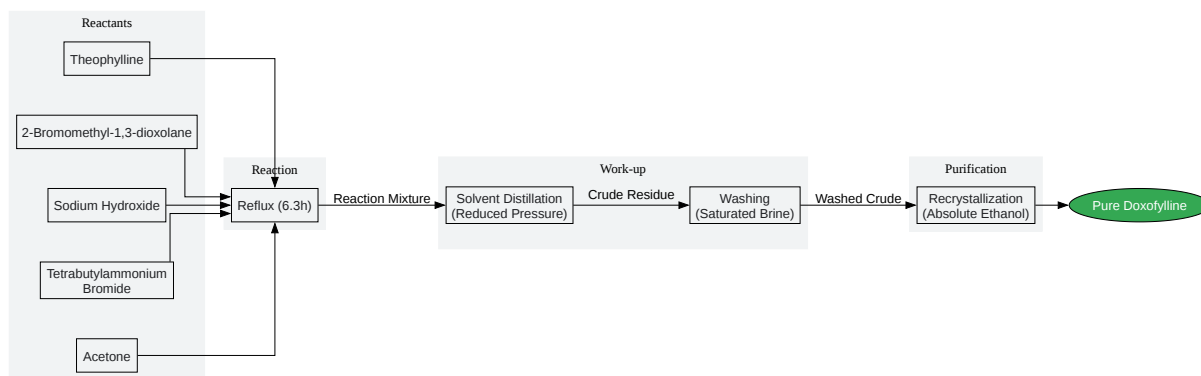 Reactants
Theophylline
2-Bromomethyl-1,3-dioxolane
Sodium Hydroxide
Tetrabutylammonium
Bromide
Acetone
Reaction
Reflux (6.3h)
Reaction Mixture
Work-up
Solvent Distillation
(Reduced Pressure)
Crude Residue
Washing
(Saturated Brine)
Washed Crude
Purification
Recrystallization
(Absolute Ethanol)
Pure Doxofylline